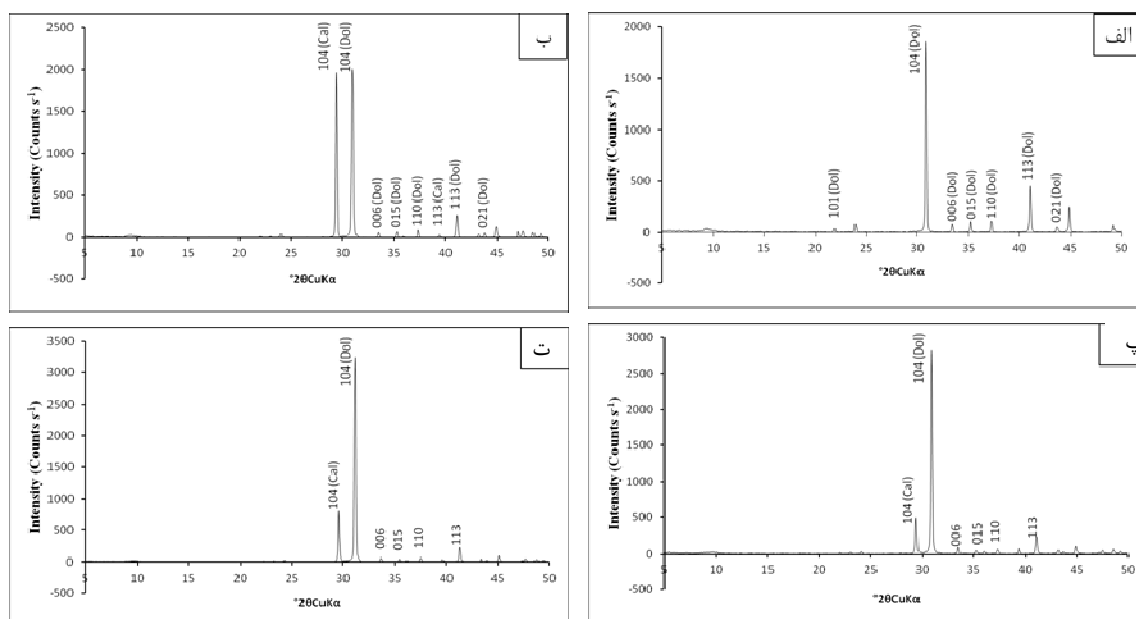 الف
2000
1500
1000
500
0
-500
Intensity (Counts s⁻¹)
5 10 15 20 25 30 35 40 45 50
°2θCuKα
101 (Dol)
104 (Dol)
006 (Dol)
015 (Dol)
110 (Dol)
113 (Dol)
021 (Dol)
ب
2500
2000
1500
1000
500
0
-500
Intensity (Counts s⁻¹)
5 10 15 20 25 30 35 40 45 50
°2θCuKα
104 (Cal)
104 (Dol)
006 (Dol)
015 (Dol)
110 (Dol)
113 (Cal)
113 (Dol)
021 (Dol)
پ
3000
2500
2000
1500
1000
500
0
-500
Intensity (Counts s⁻¹)
5 10 15 20 25 30 35 40 45 50
°2θCuKα
104 (Cal)
104 (Dol)
006
015
110
113
ت
3500
3000
2500
2000
1500
1000
500
0
-500
Intensity (Counts s⁻¹)
5 10 15 20 25 30 35 40 45 50
°2θCuKα
104 (Cal)
104 (Dol)
006
015
110
113